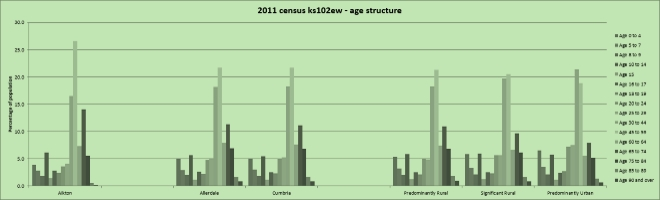 2011 census ks102ew - age structure
Percentage of population
30.0
25.0
20.0
15.0
10.0
5.0
0.0
Aikton
Allerdale
Cumbria
Predominantly Rural
Significant Rural
Predominantly Urban
Age 0 to 4
Age 5 to 7
Age 8 to 9
Age 10 to 14
Age 15
Age 16 to 17
Age 18 to 19
Age 20 to 24
Age 25 to 29
Age 30 to 44
Age 45 to 59
Age 60 to 64
Age 65 to 74
Age 75 to 84
Age 85 to 89
Age 90 and over